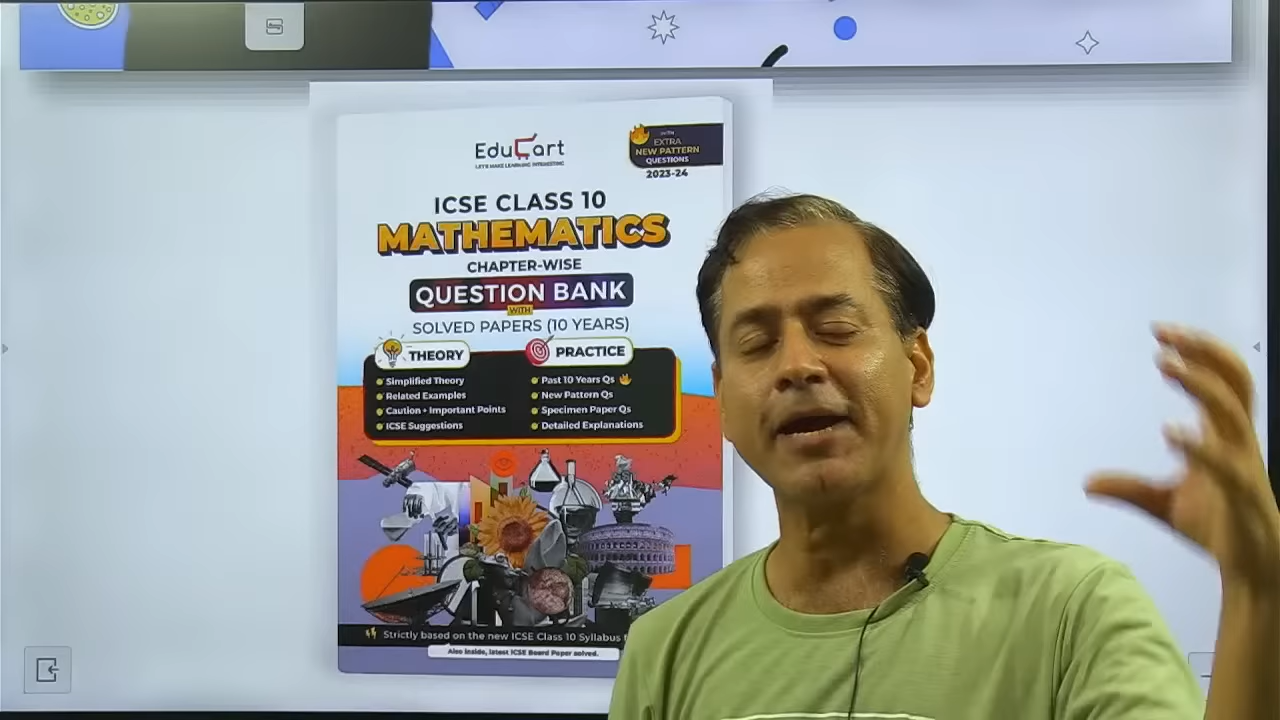 EduCart
LET'S MAKE LEARNING INTERESTING
WITH
EXTRA
NEW PATTERN
QUESTIONS
2023-24
ICSE CLASS 10
MATHEMATICS
CHAPTER-WISE
QUESTION BANK
WITH
SOLVED PAPERS (10 YEARS)
THEORY
Simplified Theory
Related Examples
Caution + Important Points
ICSE Suggestions
PRACTICE
Past 10 Years Qs
New Pattern Qs
Specimen Paper Qs
Detailed Explanations
Strictly based on the new ICSE Class 10 Syllabus
Also inside, latest ICSE Board Paper solved.